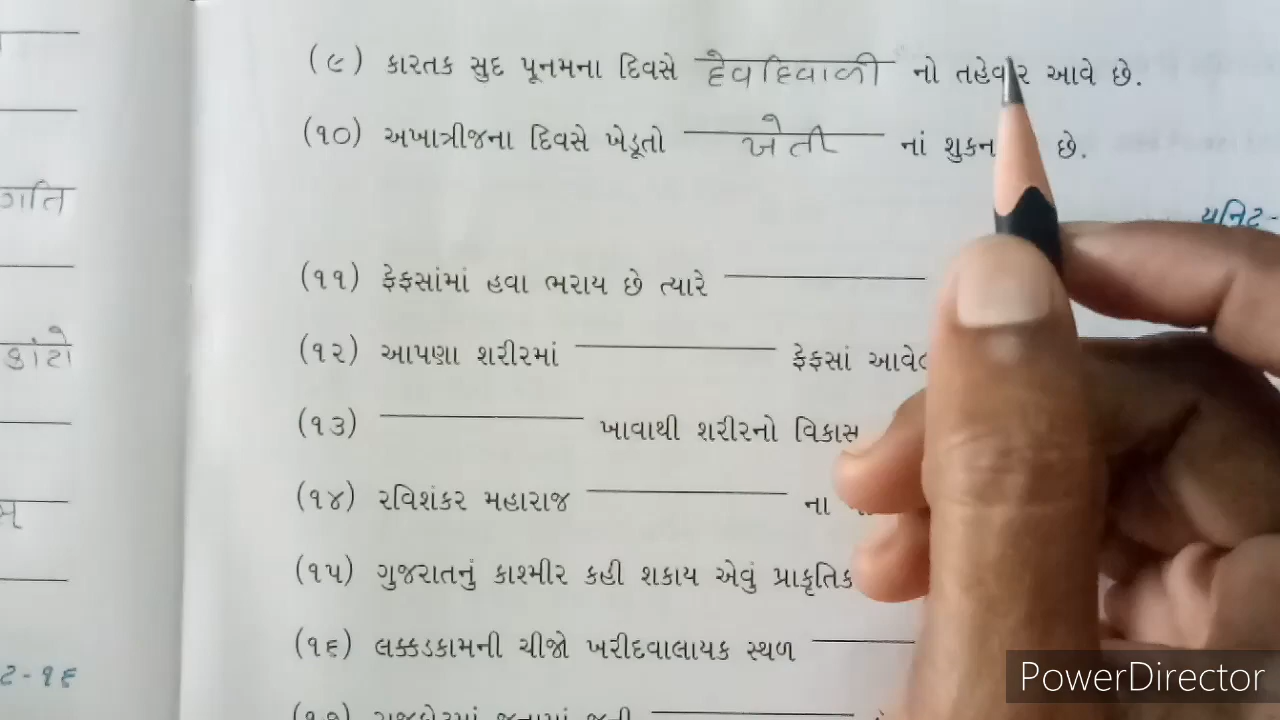 (૯) કારતક સુદ પૂનમના દિવસે દેવદિવાળી નો તહેવાર આવે છે.
(૧૦) અખાત્રીજના દિવસે ખેડૂતો ખેતી નાં શુકન છે.
ગતિ
યુનિટ-
(૧૧) ફેફસાંમાં હવા ભરાય છે ત્યારે
કાંટો
(૧૨) આપણા શરીરમાં ફેફસાં
(૧૩) ખાવાથી શરીરનો વિકાસ
(૧૪) રવિશંકર મહારાજ ના
(૧૫) ગુજરાતનું કાશ્મીર કહી શકાય એવું પ્રાકૃતિક
(૧૬) લક્કડકામની ચીજો ખરીદવાલાયક સ્થળ
ટ-૧૬
PowerDirector